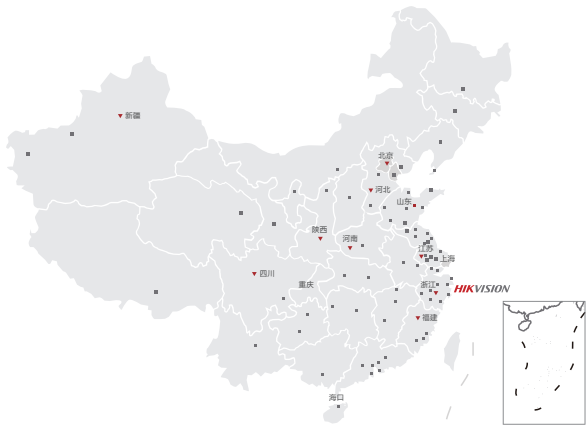 新疆
北京
河北
山东
陕西
河南
江苏
上海
四川
重庆
浙江
HIKVISION
福建
海口